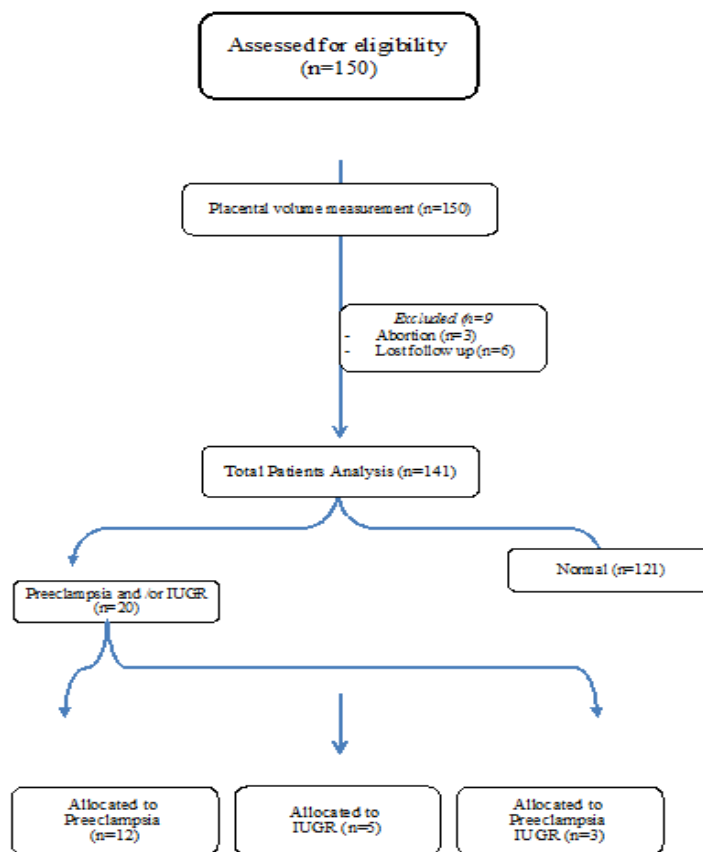 Assessed for eligibility
(n=150)
Placental volume measurement (n=150)
Excluded (n=9
- Abortion (n=3)
- Lost follow up (n=6)
Total Patients Analysis (n=141)
Normal (n=121)
Preeclampsia and /or IUGR
(n=20)
Allocated to
Preeclampsia
(n=12)
Allocated to
IUGR (n=5)
Allocated to Preeclampsia
IUGR (n=3)